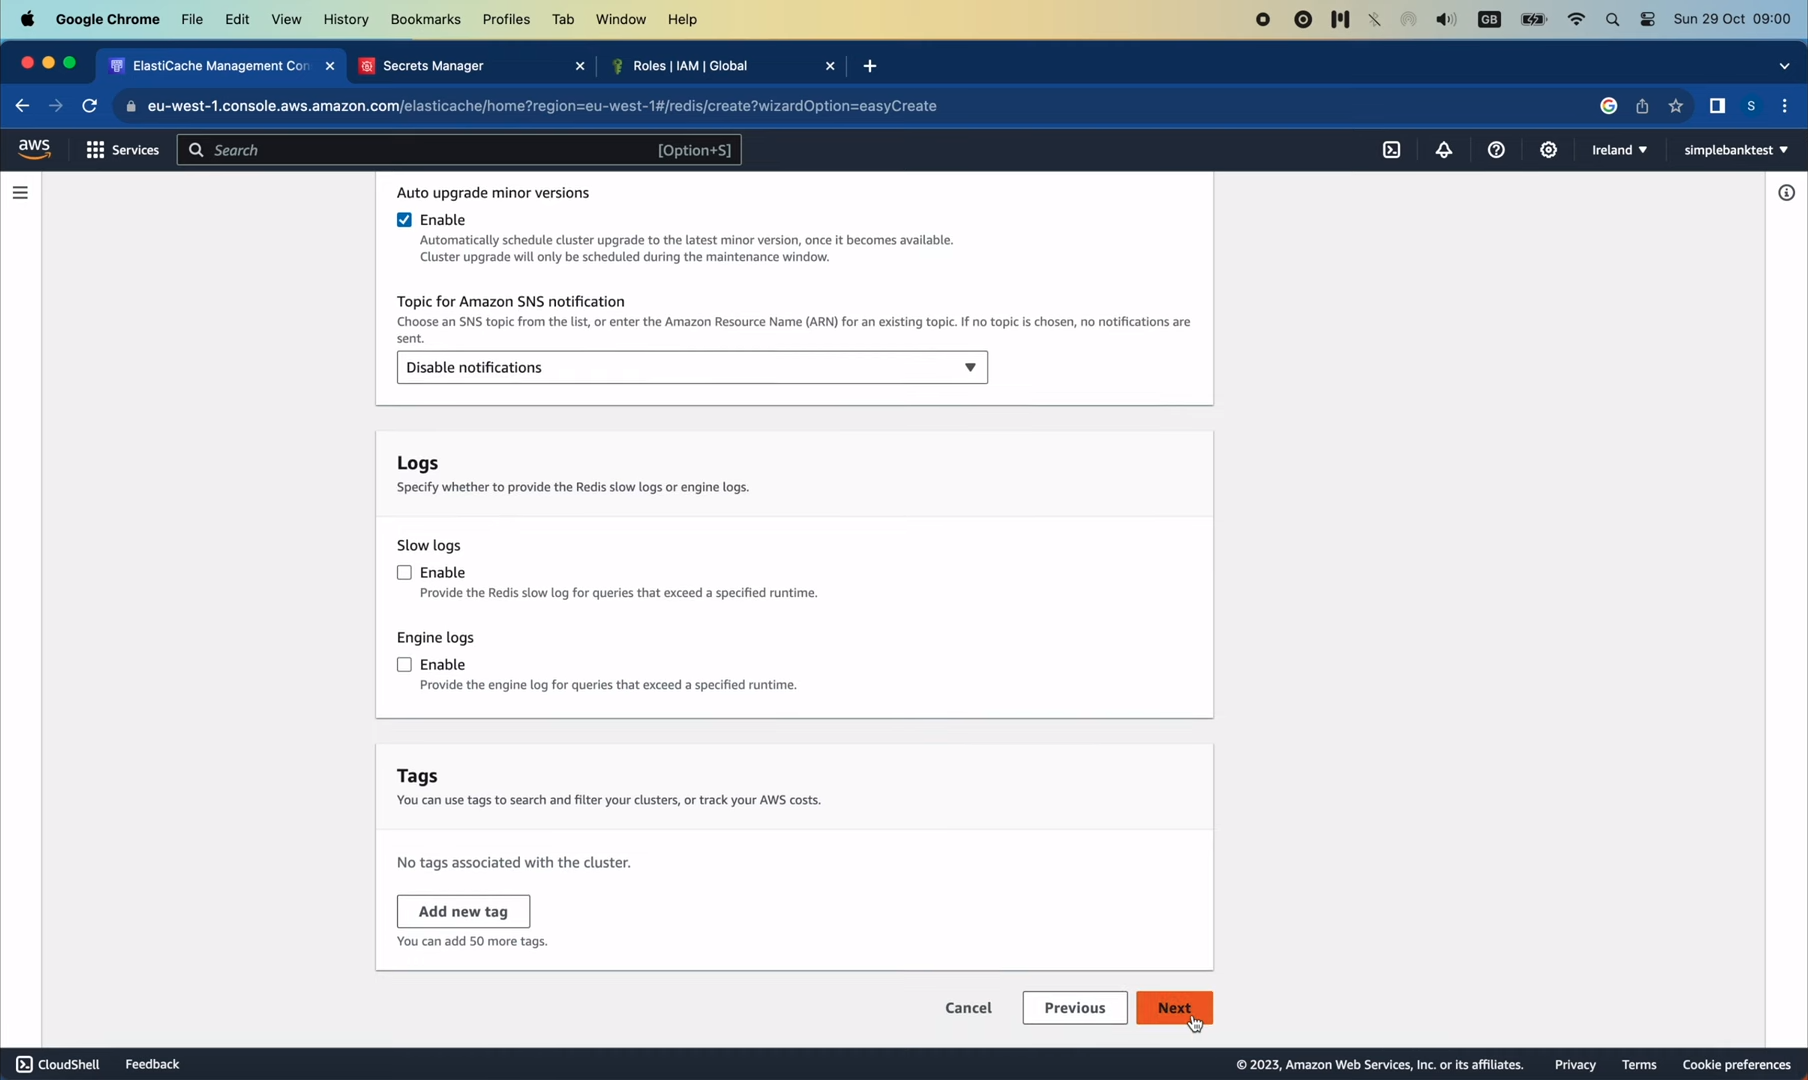 Google Chrome File Edit View History Bookmarks Profiles Tab Window Help GB Sun 29 Oct 09:00
ElastiCache Management Con Secrets Manager Roles | IAM | Global
eu-west-1.console.aws.amazon.com/elasticache/home?region=eu-west-1#/redis/create?wizardOption=easyCreate S
aws Services Search [Option+S] Ireland simplebanktest
Auto upgrade minor versions
Enable
Automatically schedule cluster upgrade to the latest minor version, once it becomes available.
Cluster upgrade will only be scheduled during the maintenance window.
Topic for Amazon SNS notification
Choose an SNS topic from the list, or enter the Amazon Resource Name (ARN) for an existing topic. If no topic is chosen, no notifications are
sent.
Disable notifications
Logs
Specify whether to provide the Redis slow logs or engine logs.
Slow logs
Enable
Provide the Redis slow log for queries that exceed a specified runtime.
Engine logs
Enable
Provide the engine log for queries that exceed a specified runtime.
Tags
You can use tags to search and filter your clusters, or track your AWS costs.
No tags associated with the cluster.
Add new tag
You can add 50 more tags.
Cancel Previous Next
CloudShell Feedback © 2023, Amazon Web Services, Inc. or its affiliates. Privacy Terms Cookie preferences